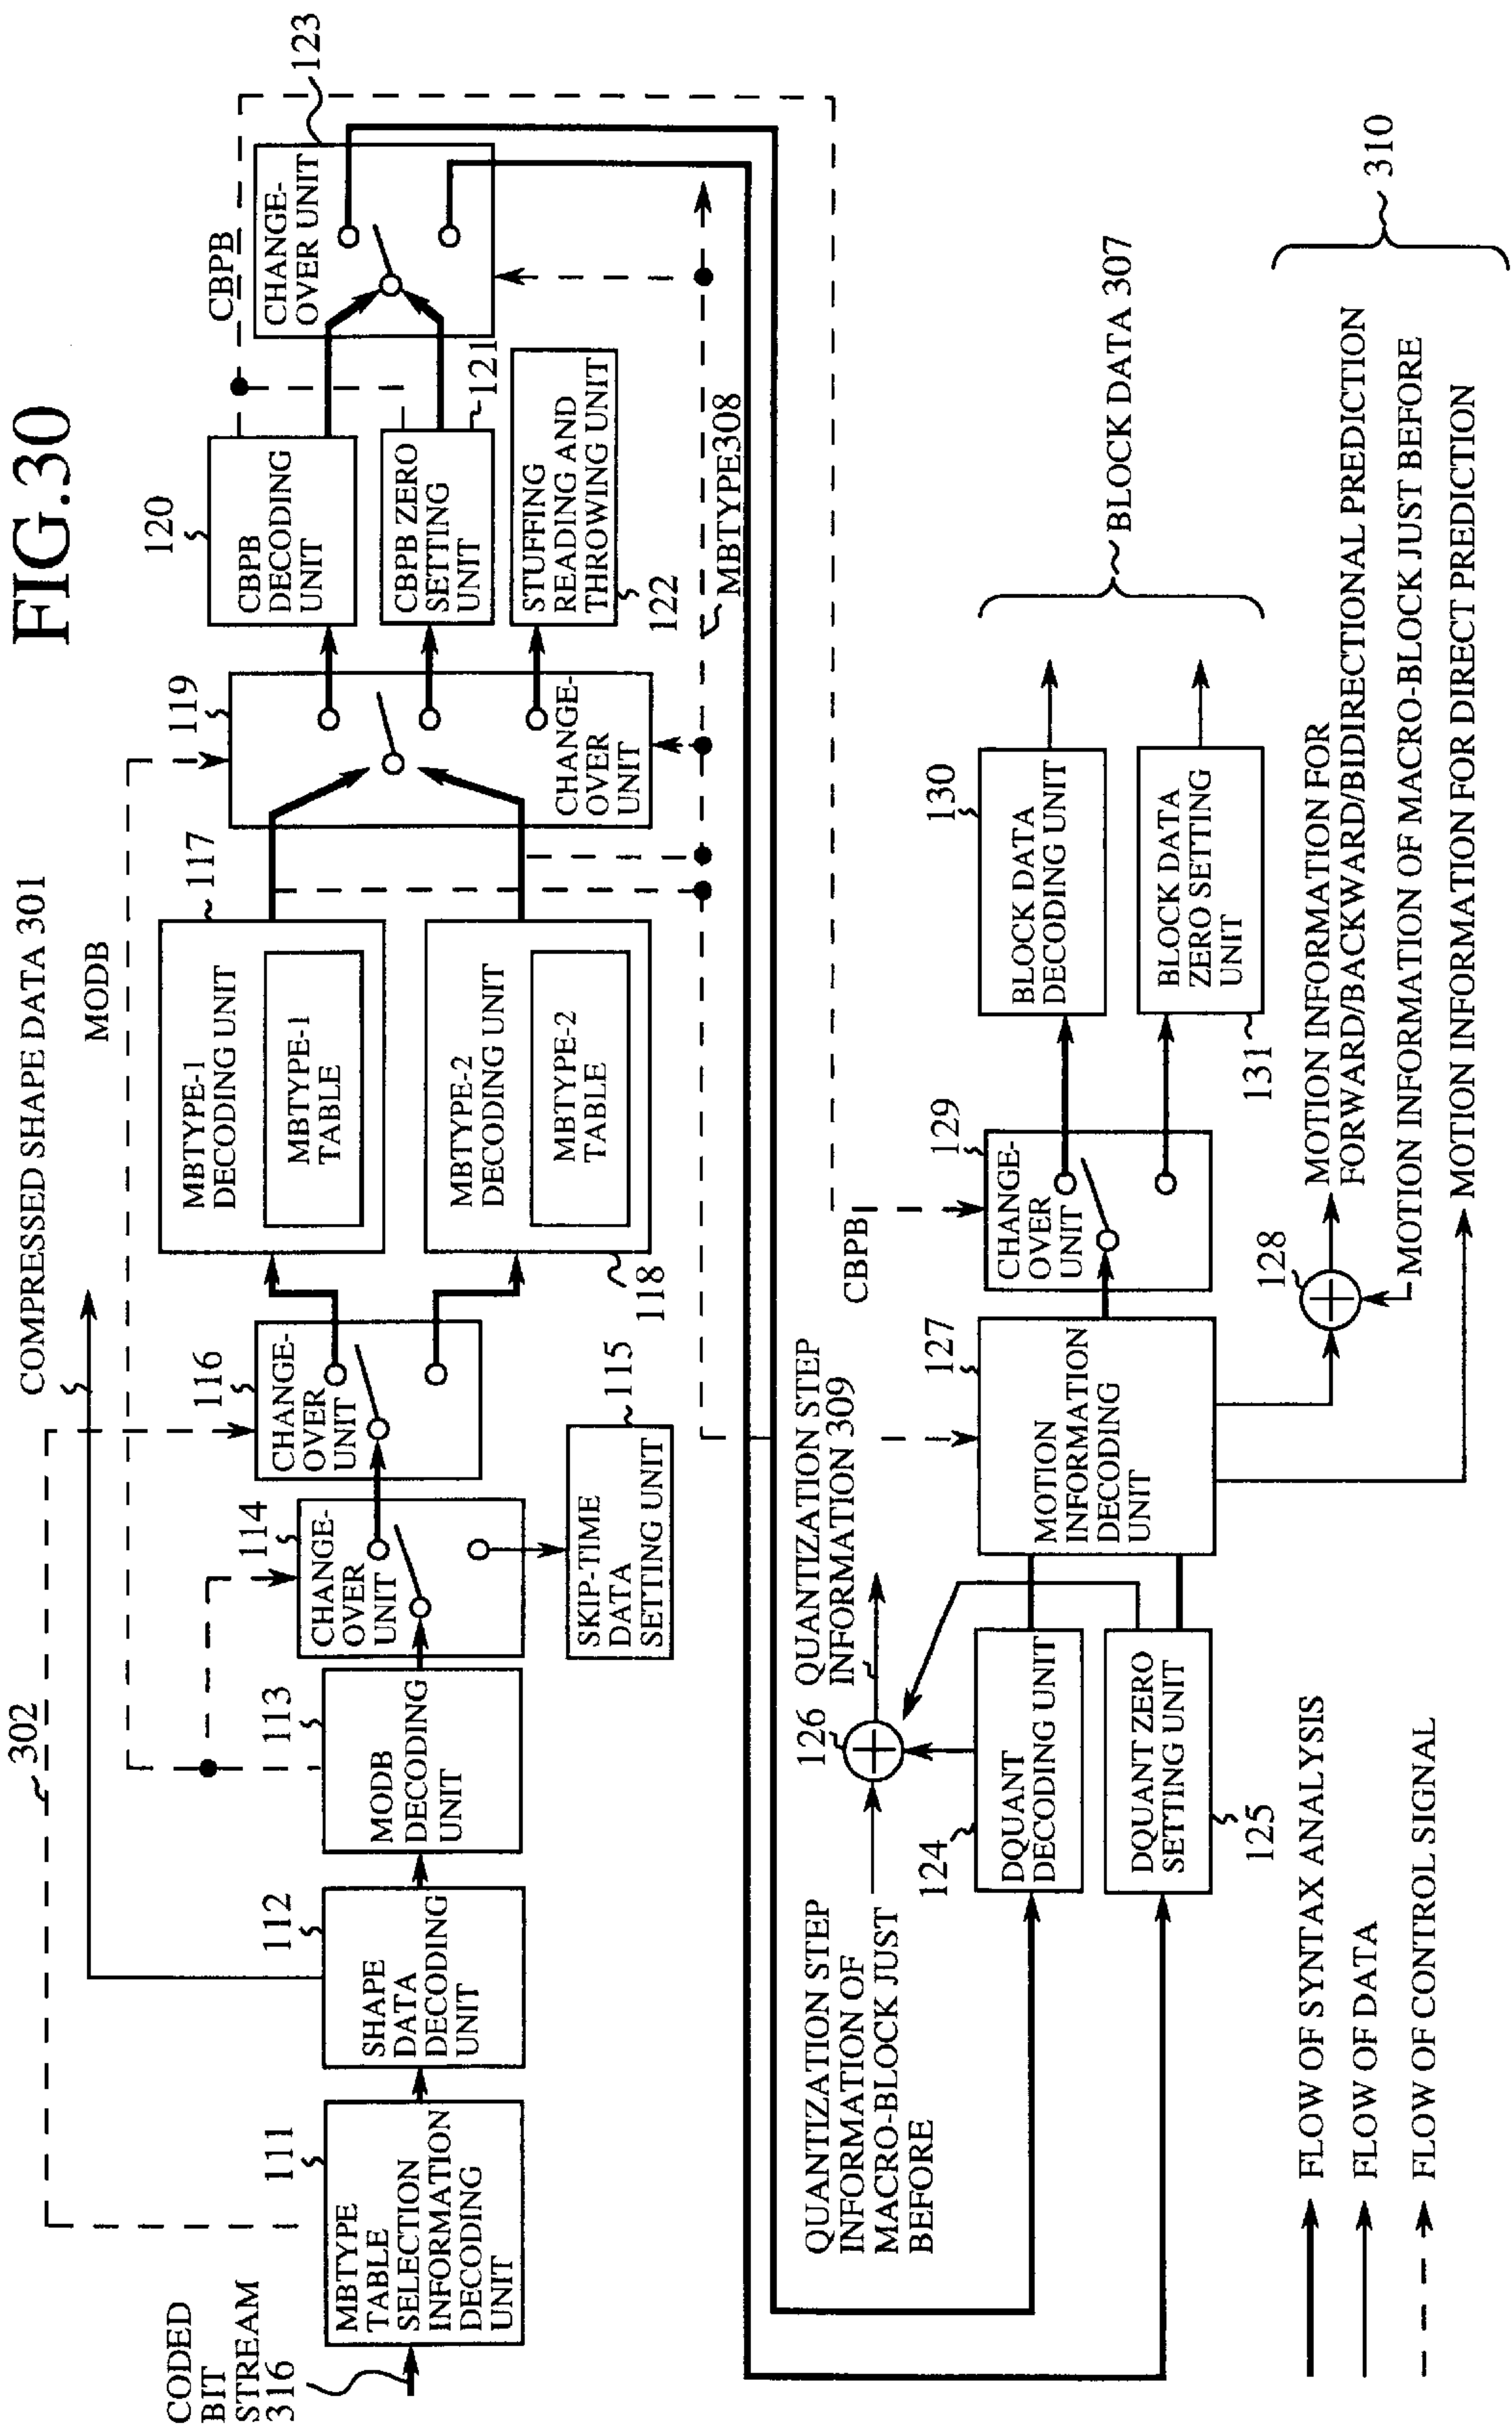 FIG.30
CODED
BIT
STREAM
316
111
MBTYPE
TABLE
SELECTION
INFORMATION
DECODING
UNIT
302
112
SHAPE
DATA
DECODING
UNIT
COMPRESSED SHAPE DATA 301
113
MODB
DECODING
UNIT
MODB
114
CHANGE-
OVER
UNIT
115
SKIP-TIME
DATA
SETTING UNIT
116
CHANGE-
OVER
UNIT
117
MBTYPE-1
DECODING UNIT
MBTYPE-1
TABLE
118
MBTYPE-2
DECODING UNIT
MBTYPE-2
TABLE
119
CHANGE-
OVER
UNIT
120
CBPB
DECODING
UNIT
121
CBPB ZERO
SETTING
UNIT
122
STUFFING
READING AND
THROWING UNIT
CBPB
123
CHANGE-
OVER UNIT
MBTYPE308
QUANTIZATION STEP
INFORMATION OF
MACRO-BLOCK JUST
BEFORE
126
QUANTIZATION STEP
INFORMATION 309
124
DQUANT
DECODING UNIT
125
DQUANT ZERO
SETTING UNIT
127
MOTION
INFORMATION
DECODING
UNIT
CBPB
129
CHANGE-
OVER
UNIT
130
BLOCK DATA
DECODING UNIT
131
BLOCK DATA
ZERO SETTING
UNIT
BLOCK DATA 307
128
MOTION INFORMATION FOR
FORWARD/BACKWARD/BIDIRECTIONAL PREDICTION
MOTION INFORMATION OF MACRO-BLOCK JUST BEFORE
MOTION INFORMATION FOR DIRECT PREDICTION
310
FLOW OF SYNTAX ANALYSIS
FLOW OF DATA
FLOW OF CONTROL SIGNAL